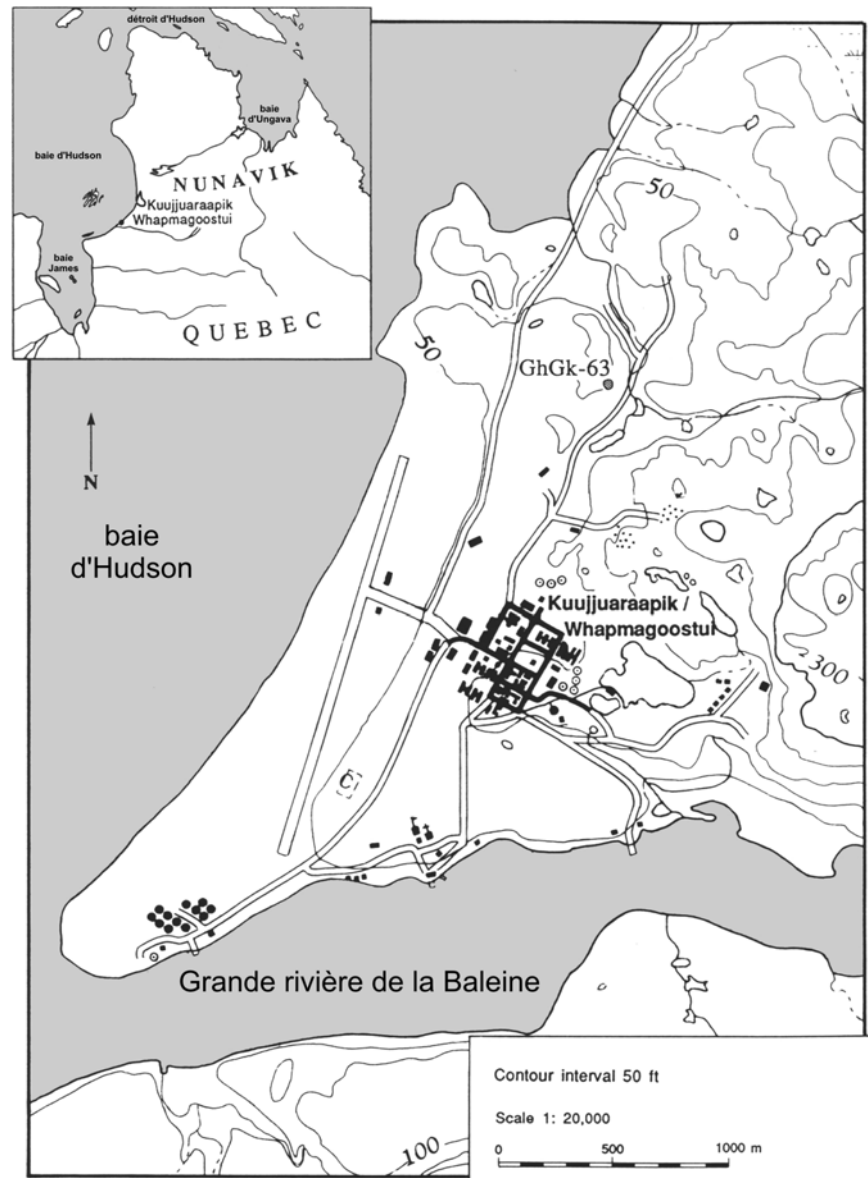 détroit d'Hudson
baie
d'Ungava
baie d'Hudson
NUNAVIK
Kuujjuaraapik
Whapmagoostui
baie
James
QUEBEC
50
50
GhGk-63
N
baie
d'Hudson
Kuujjuaraapik /
Whapmagoostui
300
C
Grande rivière de la Baleine
100
Contour interval 50 ft
Scale 1: 20,000
0 500 1000 m